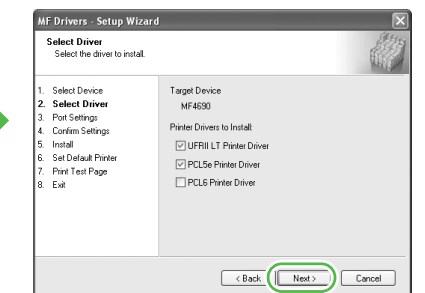 MF Drivers - Setup Wizard
Select Driver
Select the driver to install.
1. Select Device
2. Select Driver
3. Port Settings
4. Confirm Settings
5. Install
6. Set Default Printer
7. Print Test Page
8. Exit
Target Device
MF4690
Printer Drivers to Install:
UFRII LT Printer Driver
PCL5e Printer Driver
PCL6 Printer Driver
< Back
Next >
Cancel